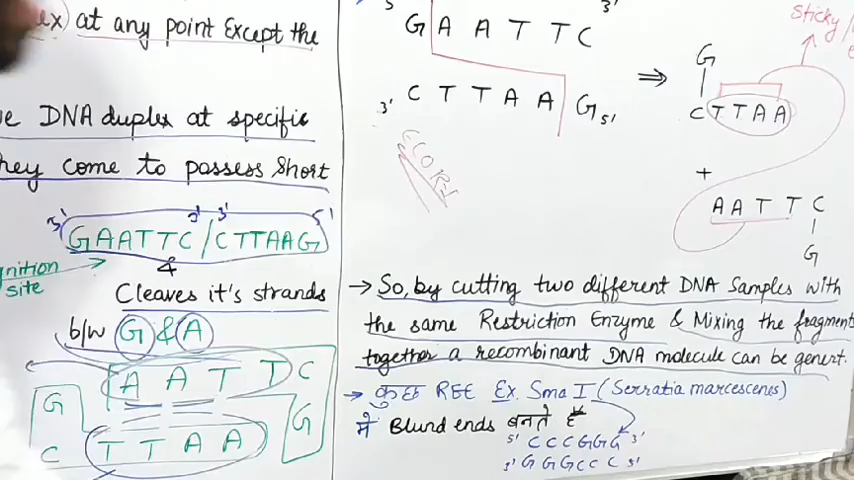 at any point Except the
DNA duplex at specific
they come to possess Short
5' 3' 3' 5'
GAATTC / CTTAAG
site
Cleaves it's strands
b/w G & A
A A T T C
G G
C T T A A
3'
G A A T T C
3' C T T A A G 5'
ECORI
⇒
Sticky
G
C T T A A
+
A A T T C
G
→ So, by cutting two different DNA Samples with
the same Restriction Enzyme & Mixing the fragment
together a recombinant DNA molecule can be genert.
→ कुछ REE Ex. Sma I (Serratia marcescenes)
में Blund ends बनते है
5' C C C G G G 3'
3' G G G C C C 5'